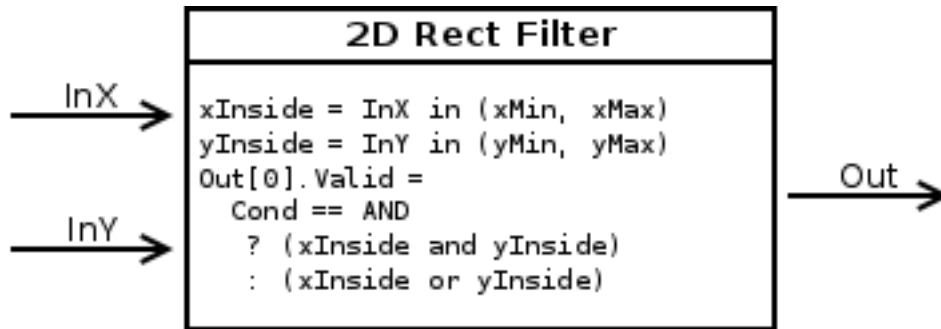 2D Rect Filter
InX
xInside = InX in (xMin, xMax)
yInside = InY in (yMin, yMax)
Out[0].Valid =
Out
Cond == AND
InY
? (xInside and yInside)
: (xInside or yInside)